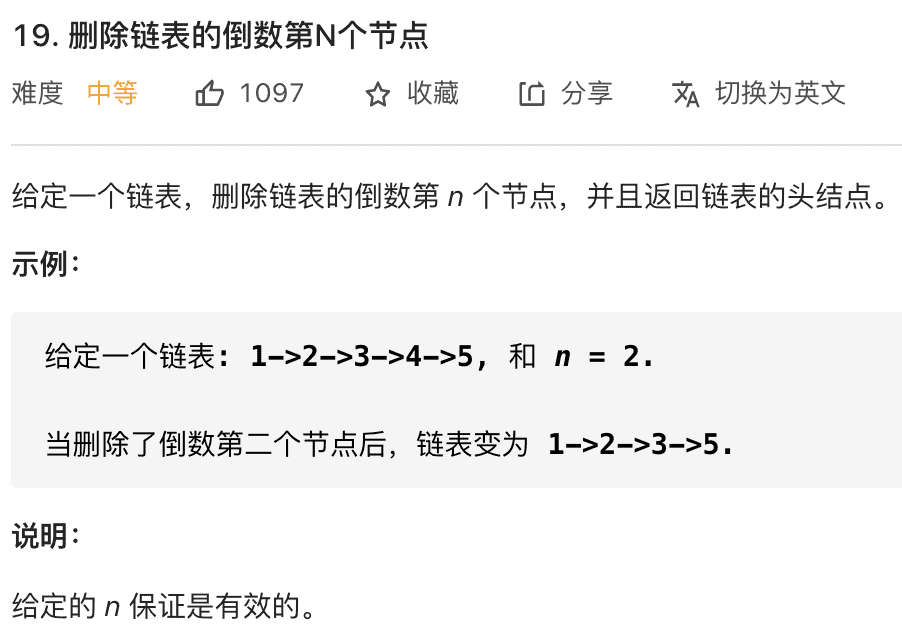 19. 删除链表的倒数第N个节点
难度 中等 1097 收藏 分享 切换为英文
给定一个链表，删除链表的倒数第 n 个节点，并且返回链表的头结点。
示例：
给定一个链表: 1->2->3->4->5, 和 n = 2.
当删除了倒数第二个节点后，链表变为 1->2->3->5.
说明：
给定的 n 保证是有效的。